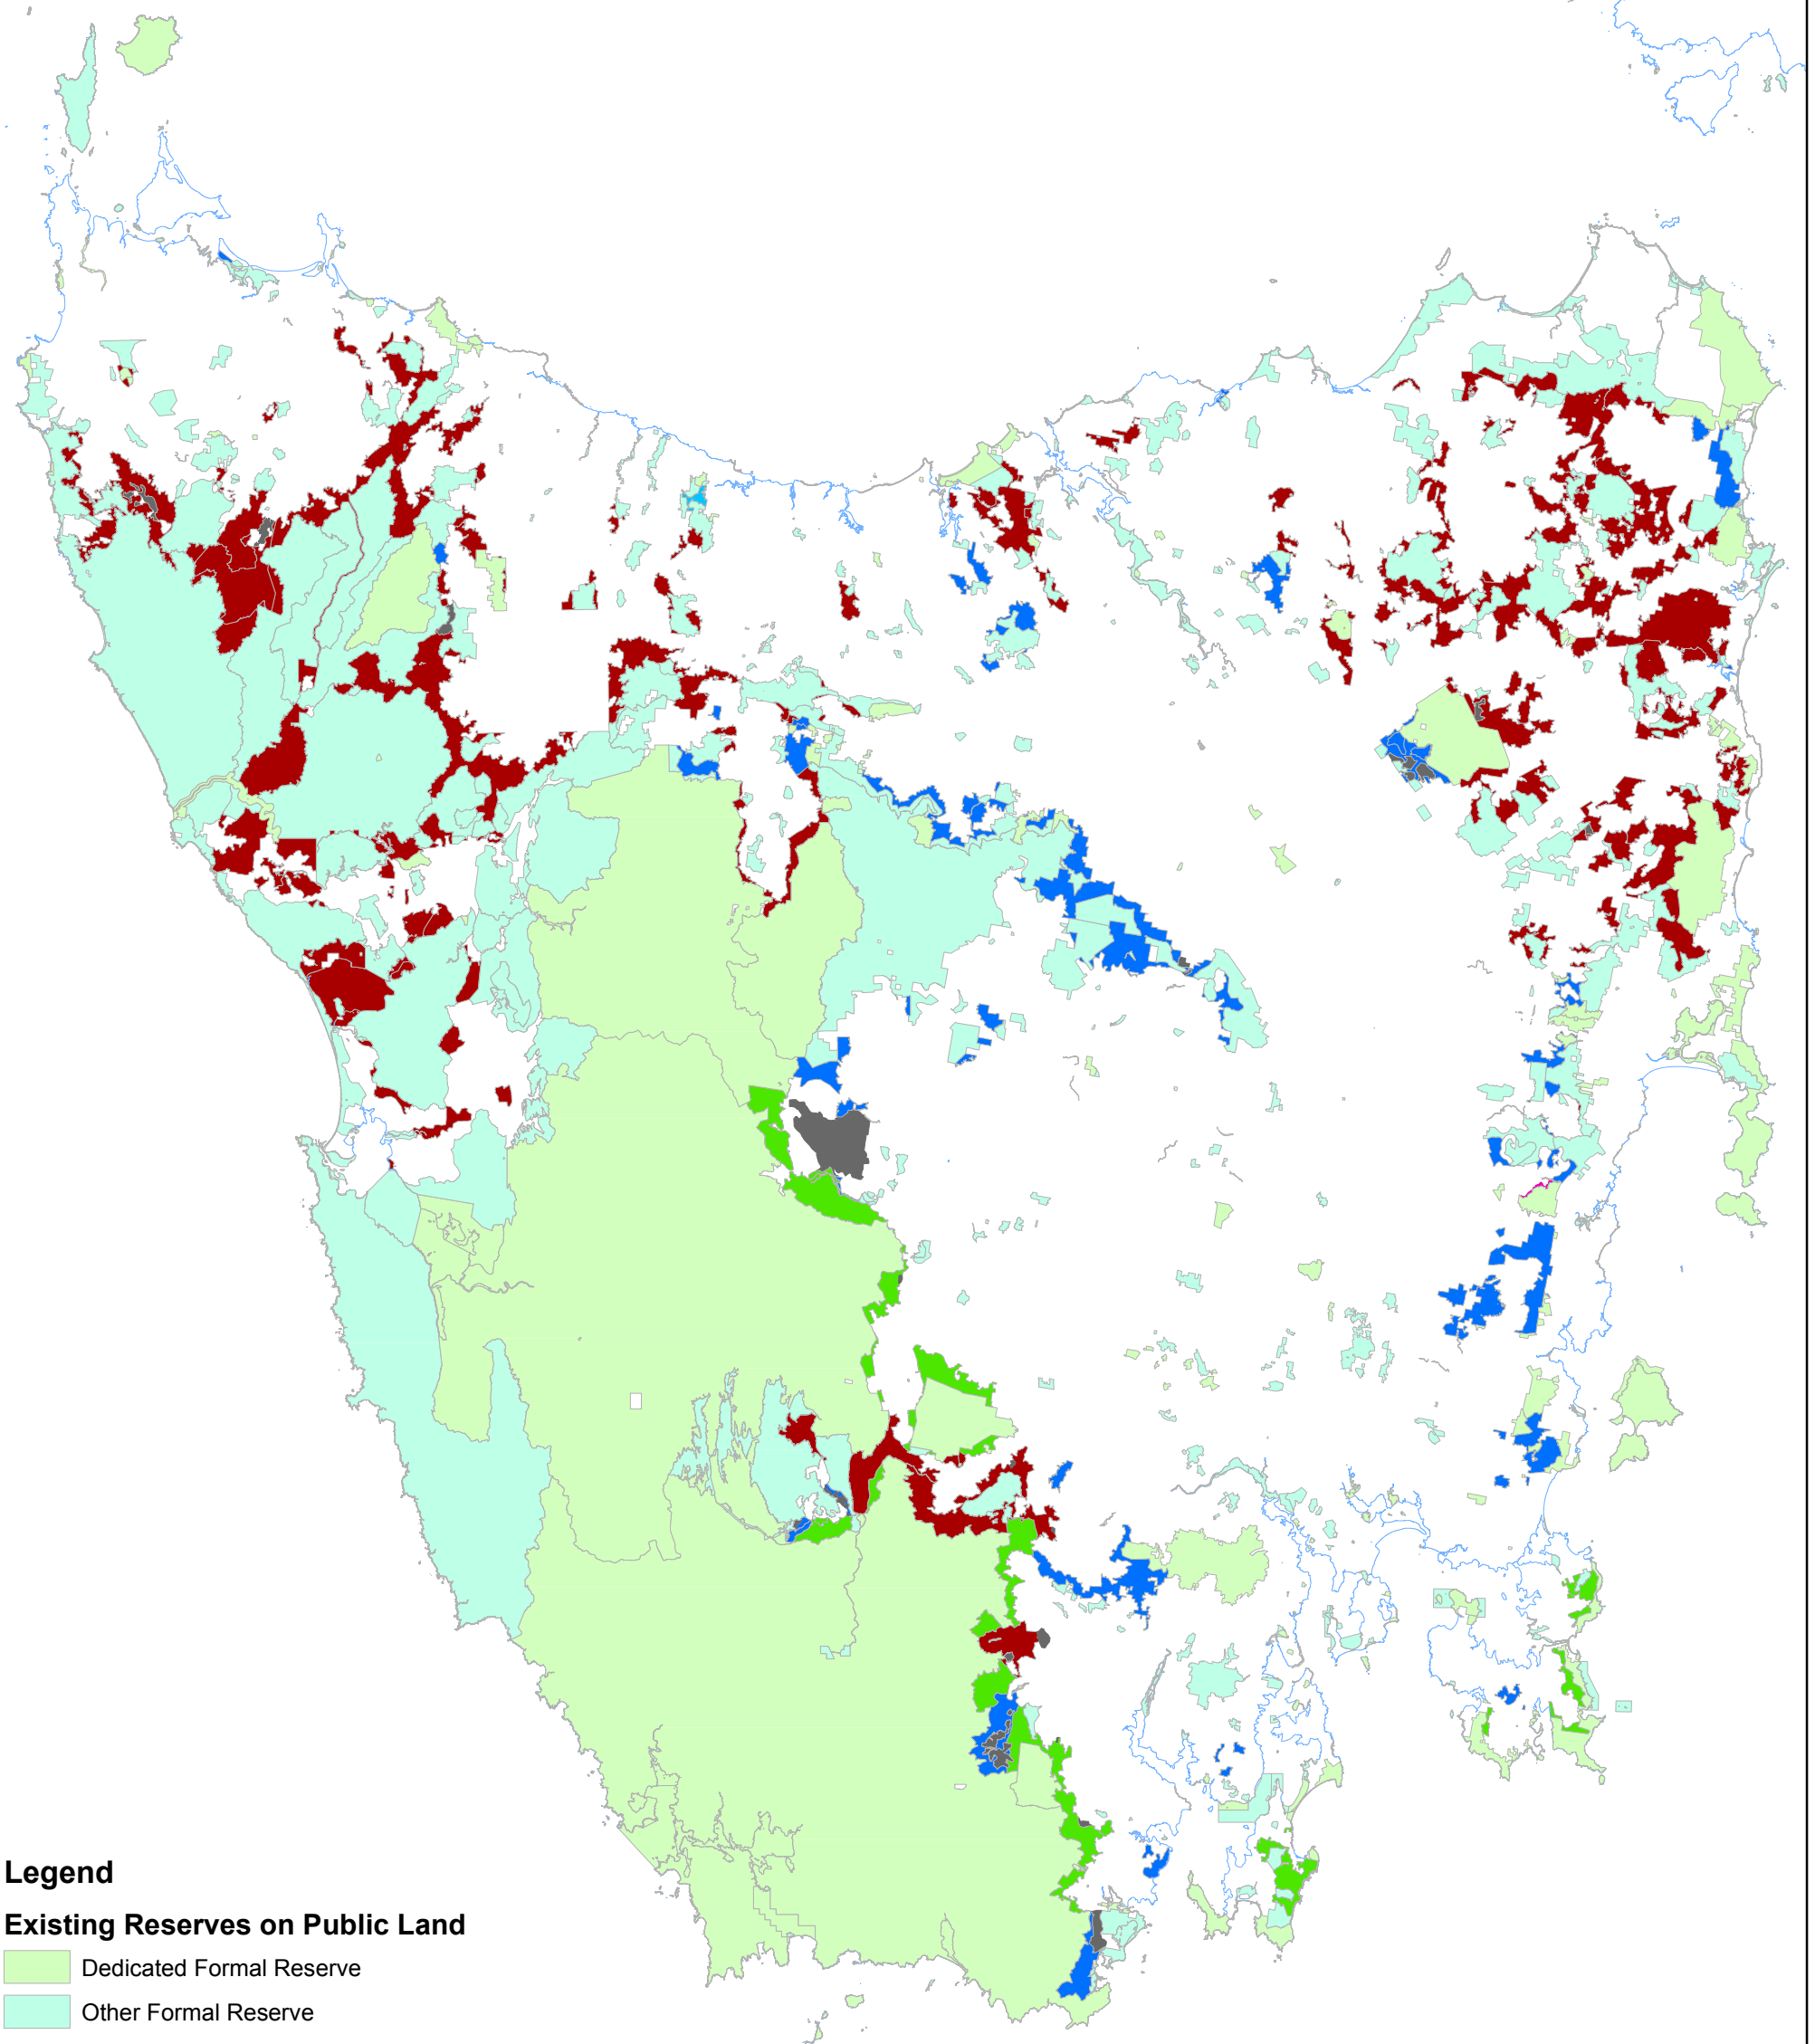 Legend
Existing Reserves on Public Land
Dedicated Formal Reserve
Other Formal Reserve